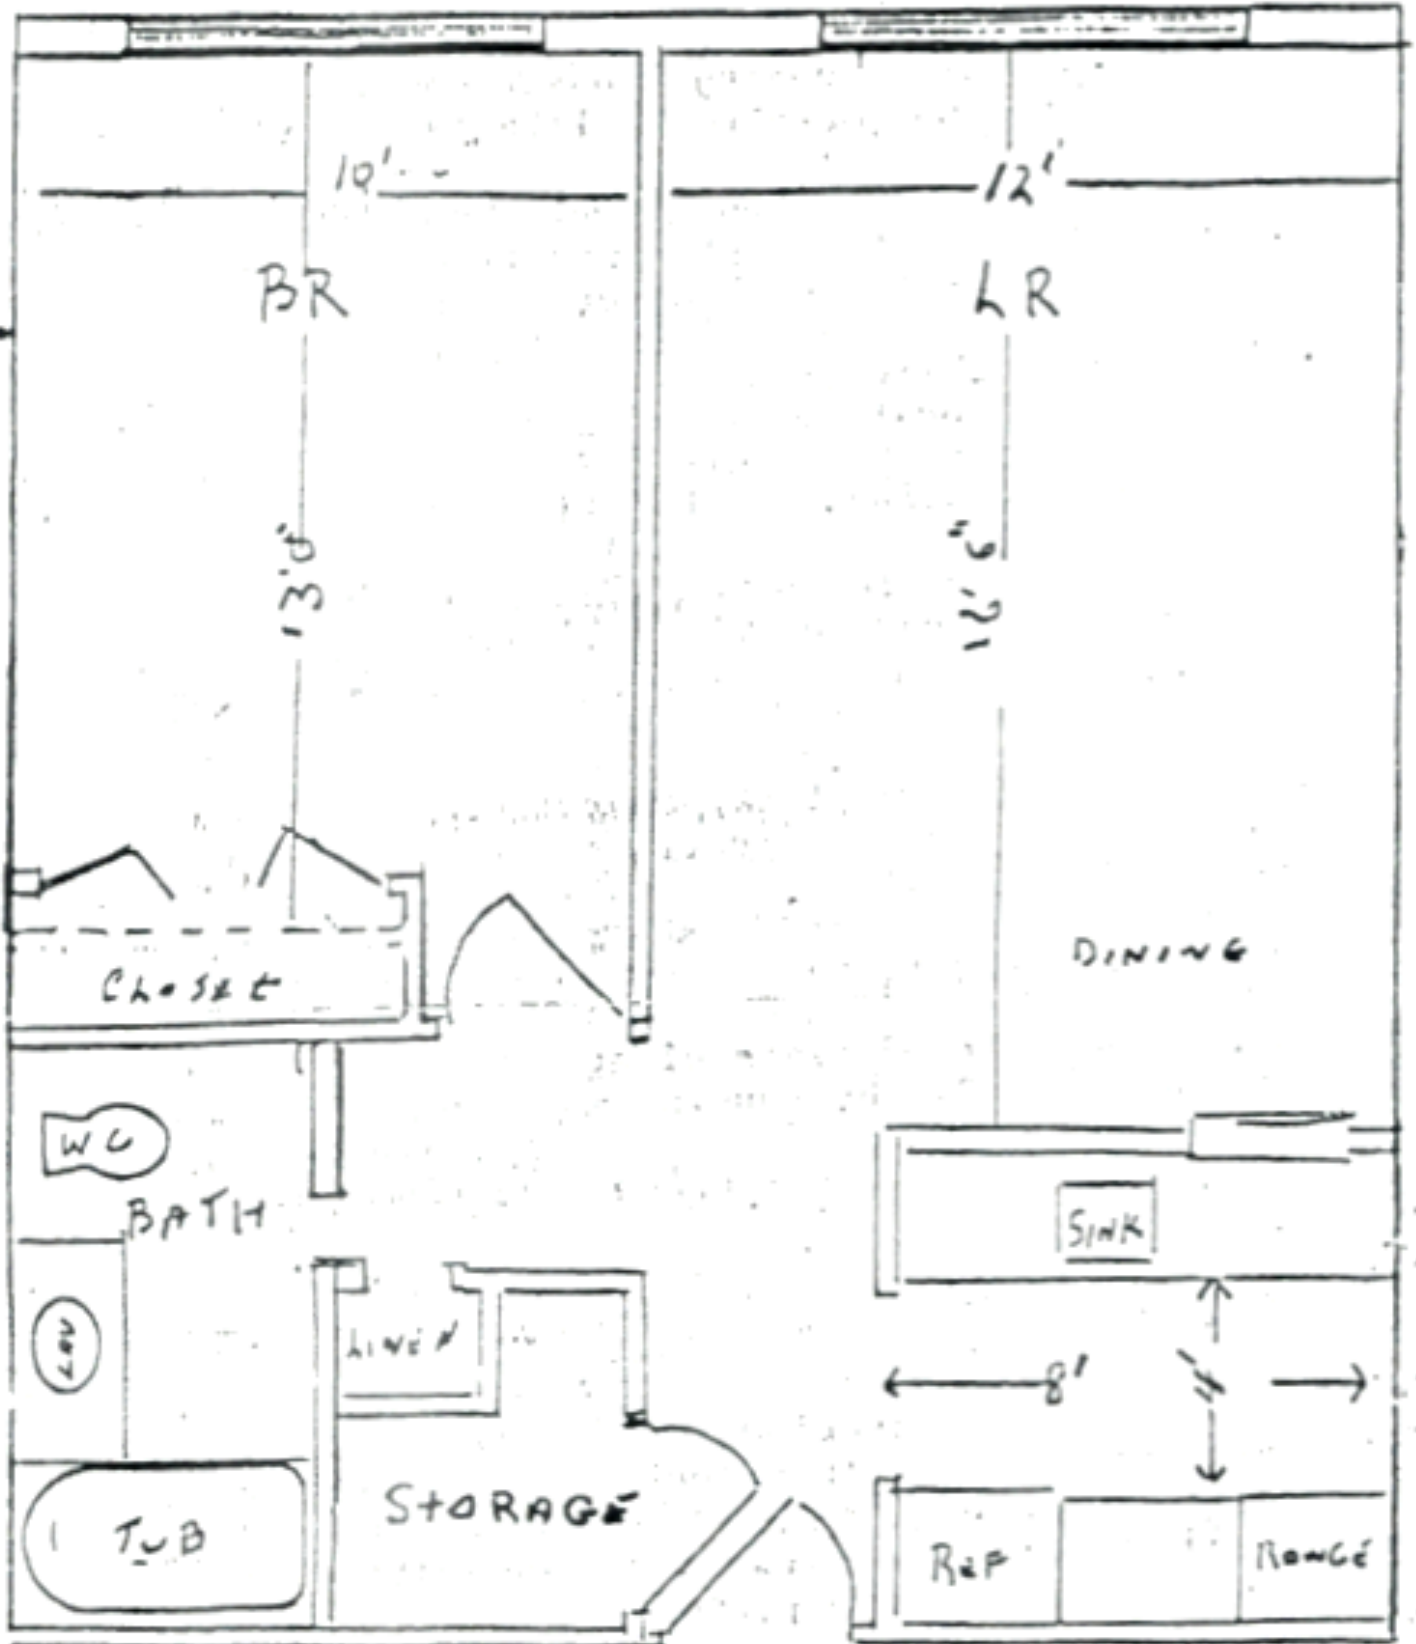 10'
12'
BR
LR
13'0"
12'6"
DINING
CLOSET
WC
BATH
SINK
LAV
LINEN
8'
4'
STORAGE
TUB
REF
RANGE